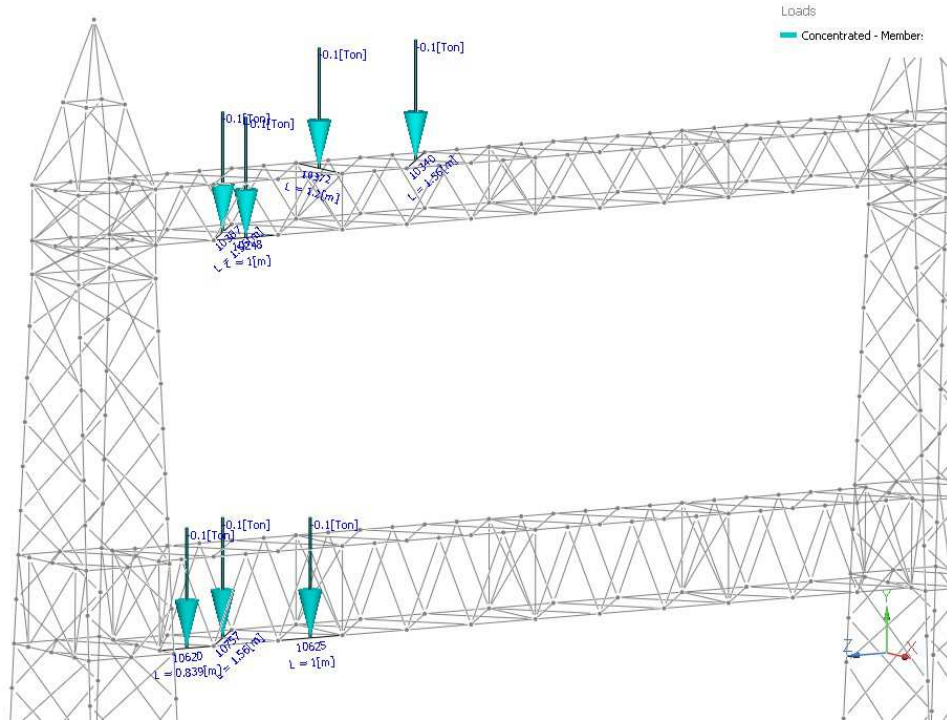 Loads
Concentrated - Member:
-0.1[Ton]
-0.1[Ton]
-0.1[Ton]
-0.1[Ton]
10372
L = 1.2[m]
10340
L = 1.56[m]
10367
L = 1[m]
-0.1[Ton]
-0.1[Ton]
-0.1[Ton]
10620
L = 0.839[m]
10757
L = 1.56[m]
10625
L = 1[m]
Y
Z
X